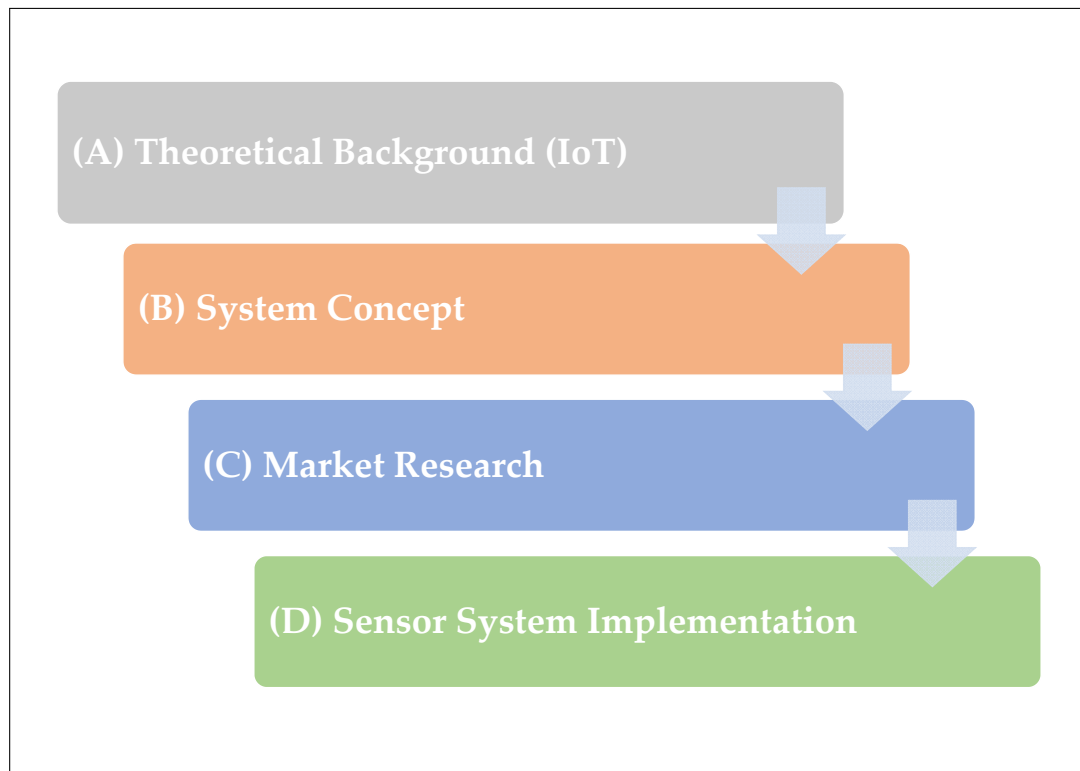 (A) Theoretical Background (IoT)
(B) System Concept
(C) Market Research
(D) Sensor System Implementation